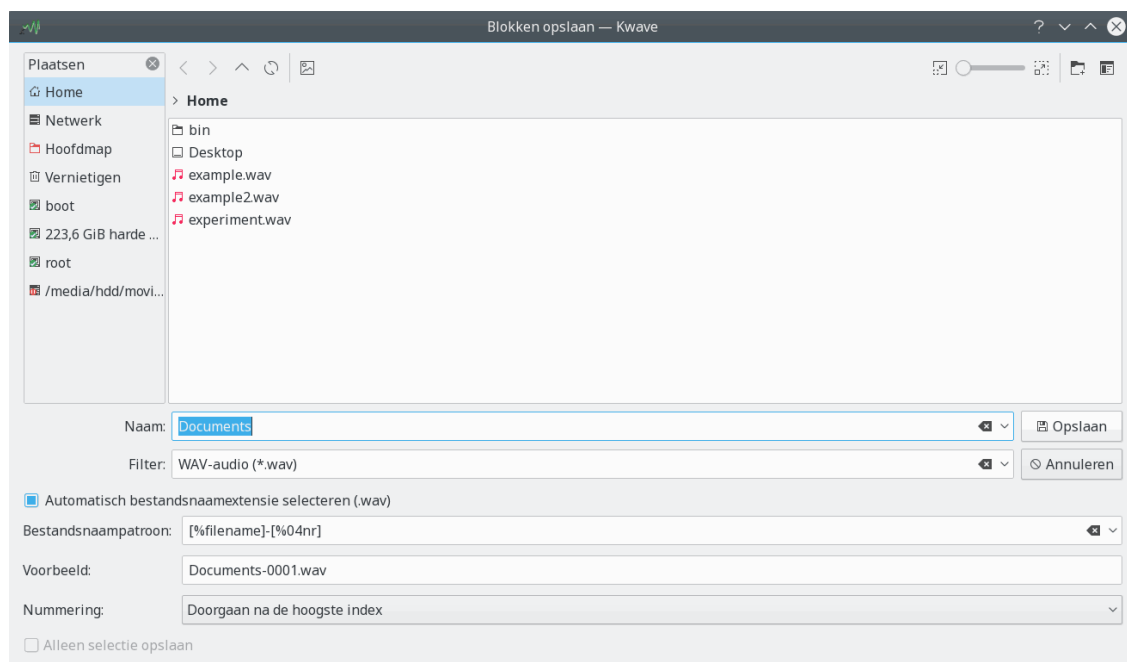 Blokken opslaan — Kwave
Plaatsen
Home
Netwerk
Hoofdmap
Vernietigen
boot
223,6 GiB harde ...
root
/media/hdd/movi...
> Home
bin
Desktop
example.wav
example2.wav
experiment.wav
Naam: Documents
Opslaan
Filter: WAV-audio (*.wav)
Annuleren
Automatisch bestandsnaamextensie selecteren (.wav)
Bestandsnaampatroon: [%filename]-[%04nr]
Voorbeeld: Documents-0001.wav
Nummering: Doorgaan na de hoogste index
Alleen selectie opslaan